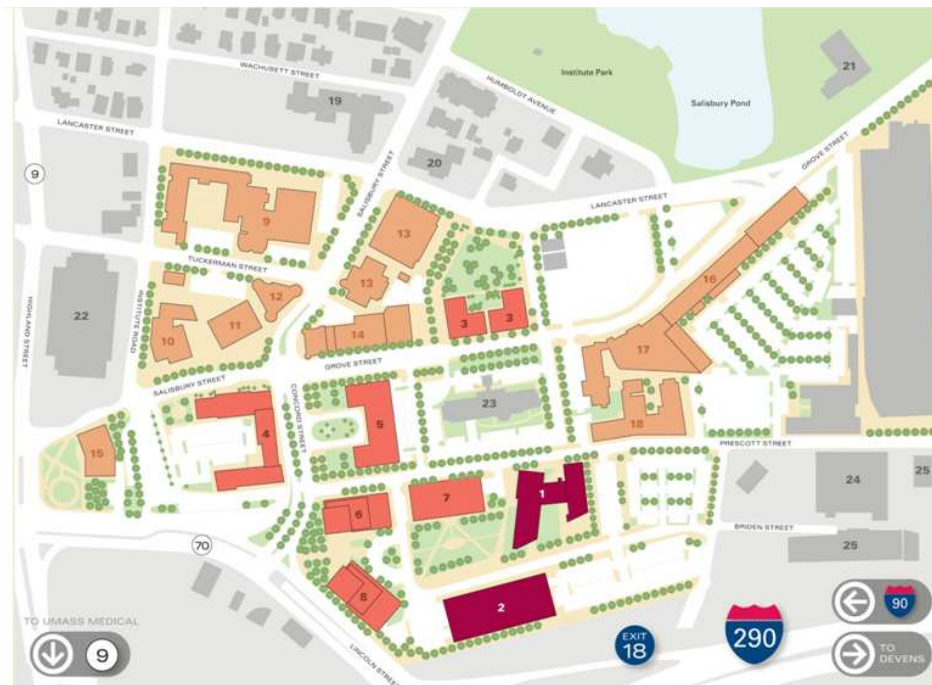 WACHUSETT STREET
19
LANCASTER STREET
9
HUMBOLDT AVENUE
Institute Park
Salisbury Pond
21
20
SALISBURY STREET
GROVE STREET
LANCASTER STREET
9
13
TUCKERMAN STREET
13
12
16
22
HIGHLAND STREET
INSTITUTE ROAD
10
11
14
3
3
17
GROVE STREET
SALISBURY STREET
CONCORD STREET
23
4
5
18
15
PRESCOTT STREET
7
1
24
25
6
BRIDEN STREET
25
70
8
2
LINCOLN STREET
TO UMASS MEDICAL
9
EXIT
18
290
90
TO
DEVENS